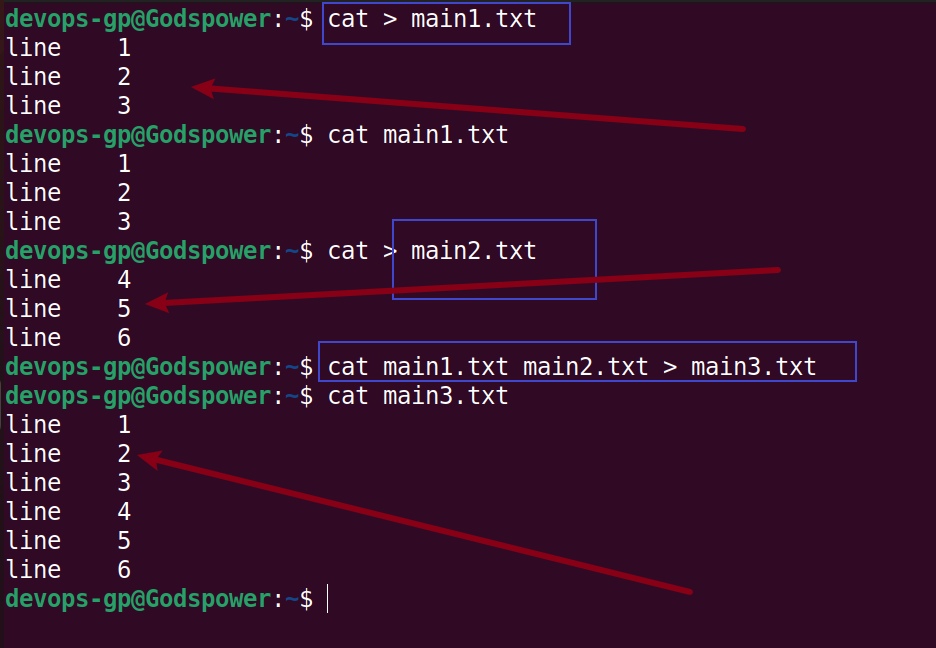 devops-gp@Godspower:~$ cat > main1.txt
line    1
line    2
line    3
devops-gp@Godspower:~$ cat main1.txt
line    1
line    2
line    3
devops-gp@Godspower:~$ cat > main2.txt
line    4
line    5
line    6
devops-gp@Godspower:~$ cat main1.txt main2.txt > main3.txt
devops-gp@Godspower:~$ cat main3.txt
line    1
line    2
line    3
line    4
line    5
line    6
devops-gp@Godspower:~$